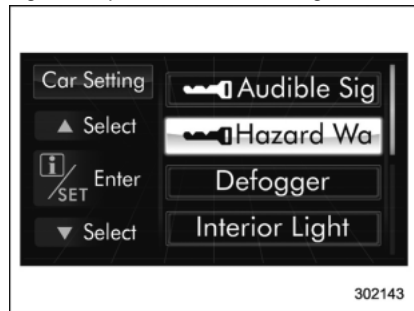 Car Setting
Audible Sig
▲ Select
Hazard Wa
i/SET Enter
Defogger
▼ Select
Interior Light
302143